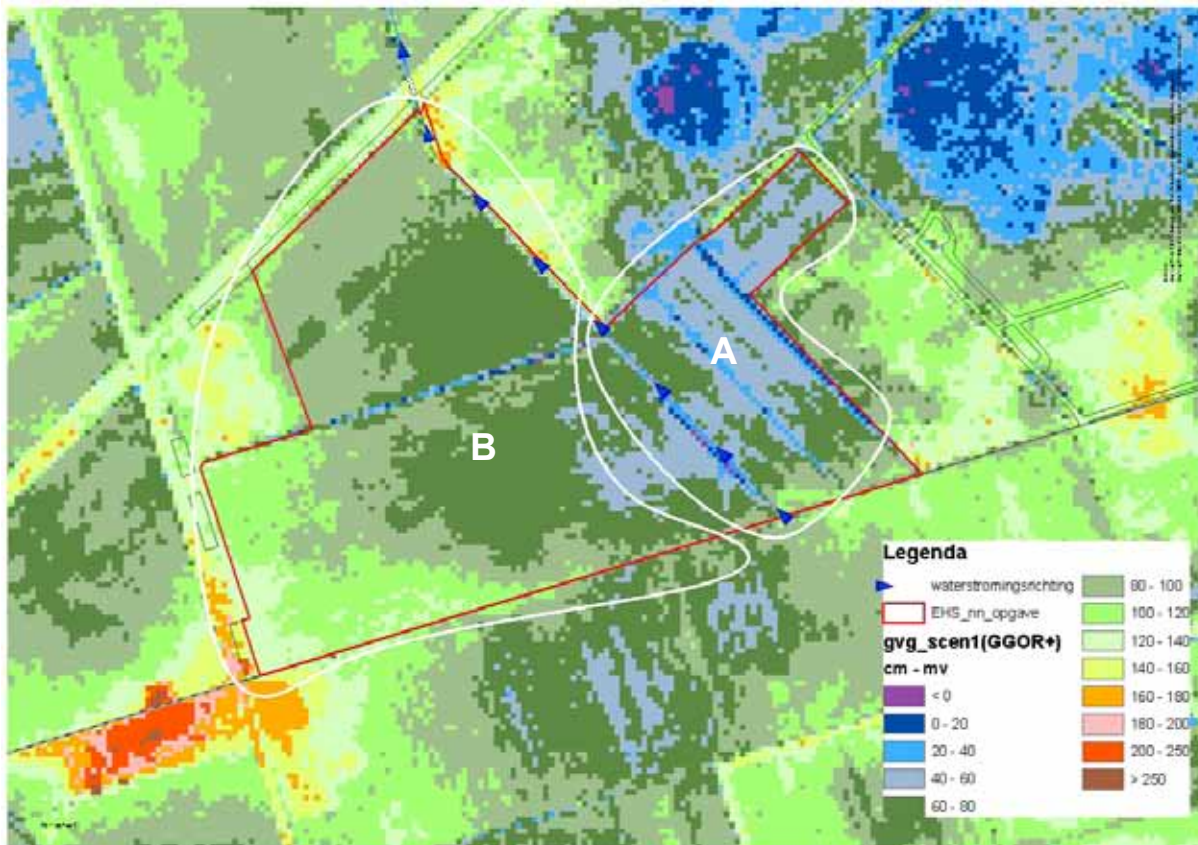 A
B
Legenda
waterstromingsrichting
EHS_nn_opgave
gvg_scen1(GGOR+)
cm - mv
< 0
0 - 20
20 - 40
40 - 60
60 - 80
80 - 100
100 - 120
120 - 140
140 - 160
160 - 180
180 - 200
200 - 250
> 250